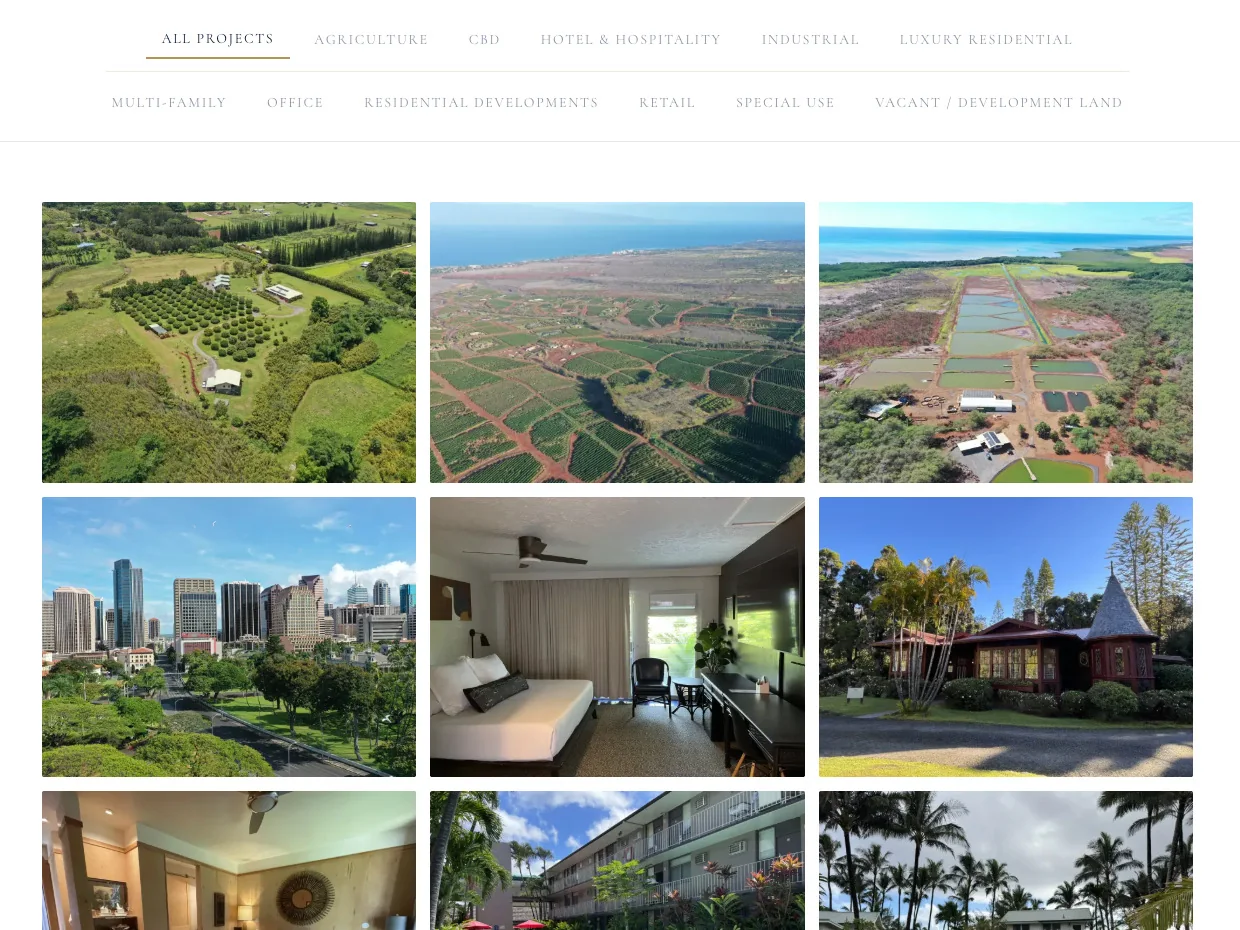 ALL PROJECTS AGRICULTURE CBD HOTEL & HOSPITALITY INDUSTRIAL LUXURY RESIDENTIAL
MULTI-FAMILY OFFICE RESIDENTIAL DEVELOPMENTS RETAIL SPECIAL USE VACANT / DEVELOPMENT LAND